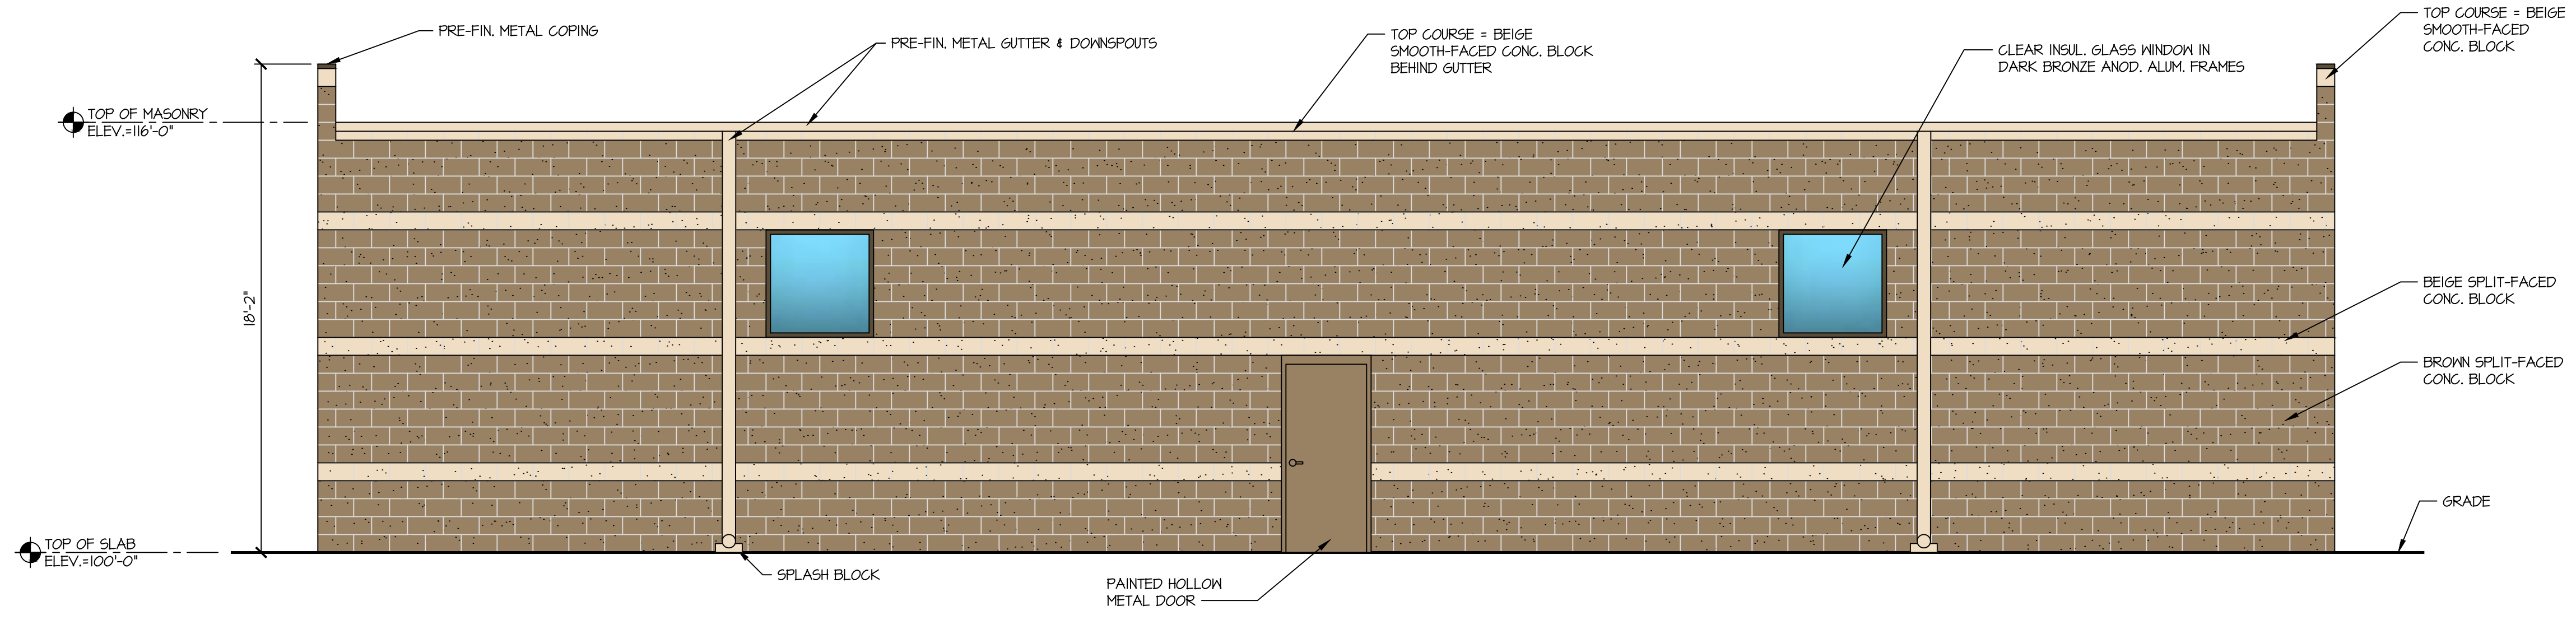 PRE-FIN. METAL COPING
PRE-FIN. METAL GUTTER & DOWNSPOUTS
TOP COURSE = BEIGE
SMOOTH-FACED CONC. BLOCK
BEHIND GUTTER
CLEAR INSUL. GLASS WINDOW IN
DARK BRONZE ANOD. ALUM. FRAMES
TOP COURSE = BEIGE
SMOOTH-FACED
CONC. BLOCK
TOP OF MASONRY
ELEV.=116'-0"
18'-2"
BEIGE SPLIT-FACED
CONC. BLOCK
BROWN SPLIT-FACED
CONC. BLOCK
GRADE
TOP OF SLAB
ELEV.=100'-0"
SPLASH BLOCK
PAINTED HOLLOW
METAL DOOR